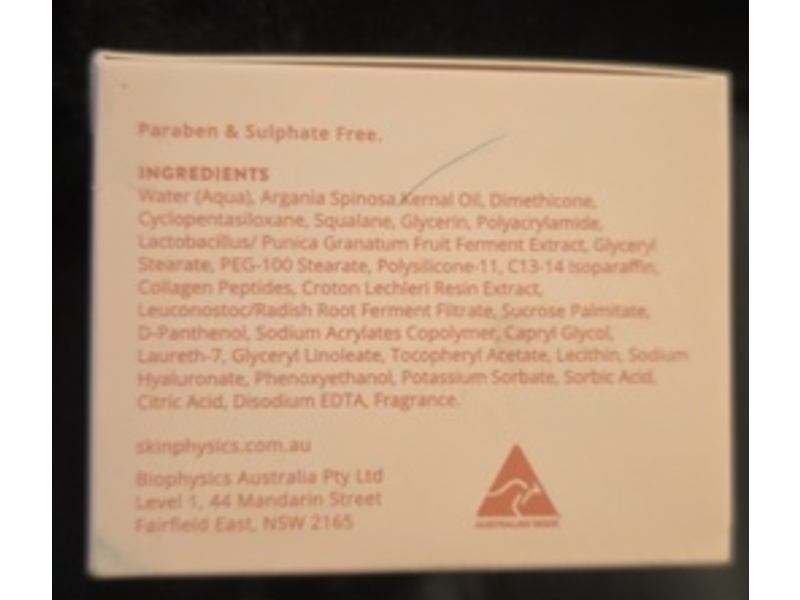 Paraben & Sulphate Free.
INGREDIENTS
Water (Aqua), Argania Spinosa Kernal Oil, Dimethicone,
Cyclopentasiloxane, Squalane, Glycerin, Polyacrylamide,
Lactobacillus/ Punica Granatum Fruit Ferment Extract, Glyceryl
Stearate, PEG-100 Stearate, Polysilicone-11, C13-14 Isoparaffin,
Collagen Peptides, Croton Lechleri Resin Extract,
Leuconostoc/Radish Root Ferment Filtrate, Sucrose Palmitate,
D-Panthenol, Sodium Acrylates Copolymer, Capryl Glycol,
Laureth-7, Glyceryl Linoleate, Tocopheryl Acetate, Lecithin, Sodium
Hyaluronate, Phenoxyethanol, Potassium Sorbate, Sorbic Acid,
Citric Acid, Disodium EDTA, Fragrance.
skinphysics.com.au
Biophysics Australia Pty Ltd
Level 1, 44 Mandarin Street
Fairfield East, NSW 2165
AUSTRALIAN MADE